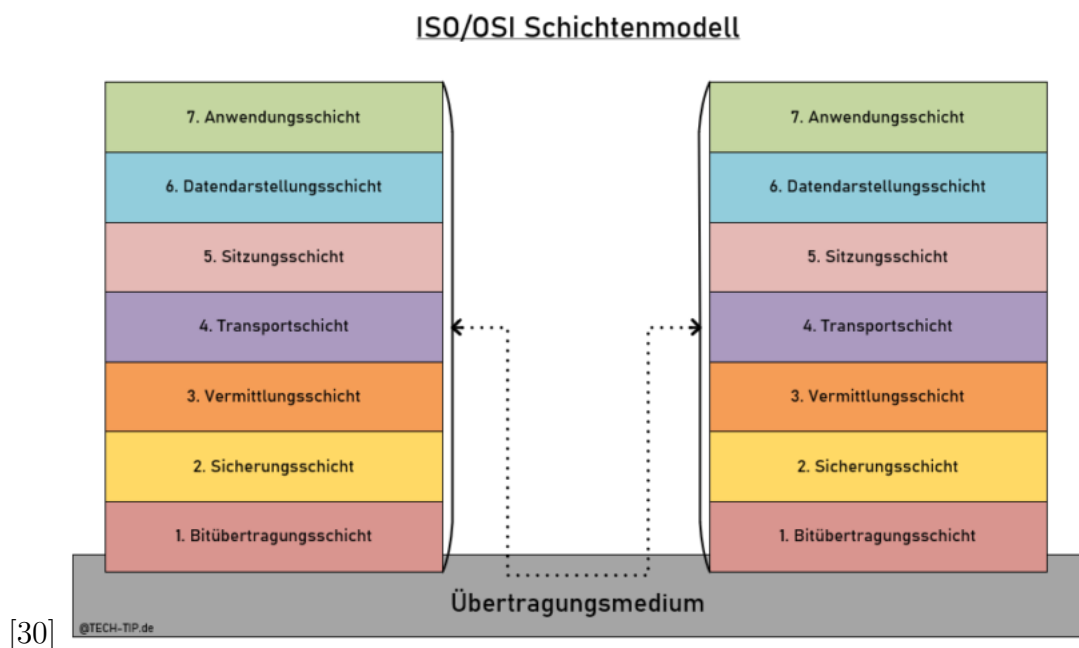 ISO/OSI Schichtenmodell
7. Anwendungsschicht
6. Datendarstellungsschicht
5. Sitzungsschicht
4. Transportschicht
3. Vermittlungsschicht
2. Sicherungsschicht
1. Bitübertragungsschicht
7. Anwendungsschicht
6. Datendarstellungsschicht
5. Sitzungsschicht
4. Transportschicht
3. Vermittlungsschicht
2. Sicherungsschicht
1. Bitübertragungsschicht
Übertragungsmedium
@TECH-TIP.de
[30]